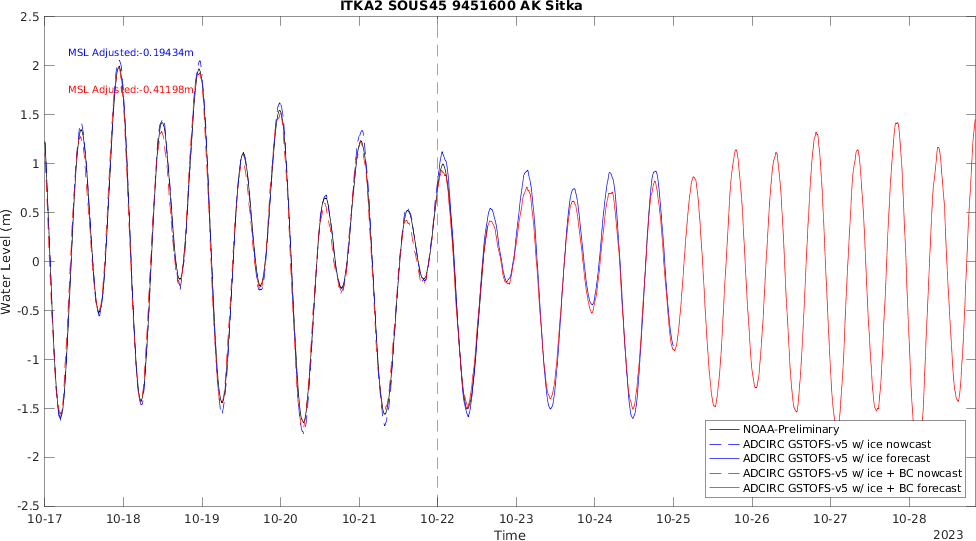 ITKA2 SOUS45 9451600 AK Sitka
MSL Adjusted:-0.19434m
MSL Adjusted:-0.41198m
Water Level (m)
2.5
2
1.5
1
0.5
0
-0.5
-1
-1.5
-2
-2.5
NOAA-Preliminary
ADCIRC GSTOFS-v5 w/ ice nowcast
ADCIRC GSTOFS-v5 w/ ice forecast
ADCIRC GSTOFS-v5 w/ ice + BC nowcast
ADCIRC GSTOFS-v5 w/ ice + BC forecast
10-17 10-18 10-19 10-20 10-21 10-22 10-23 10-24 10-25 10-26 10-27 10-28
Time
2023